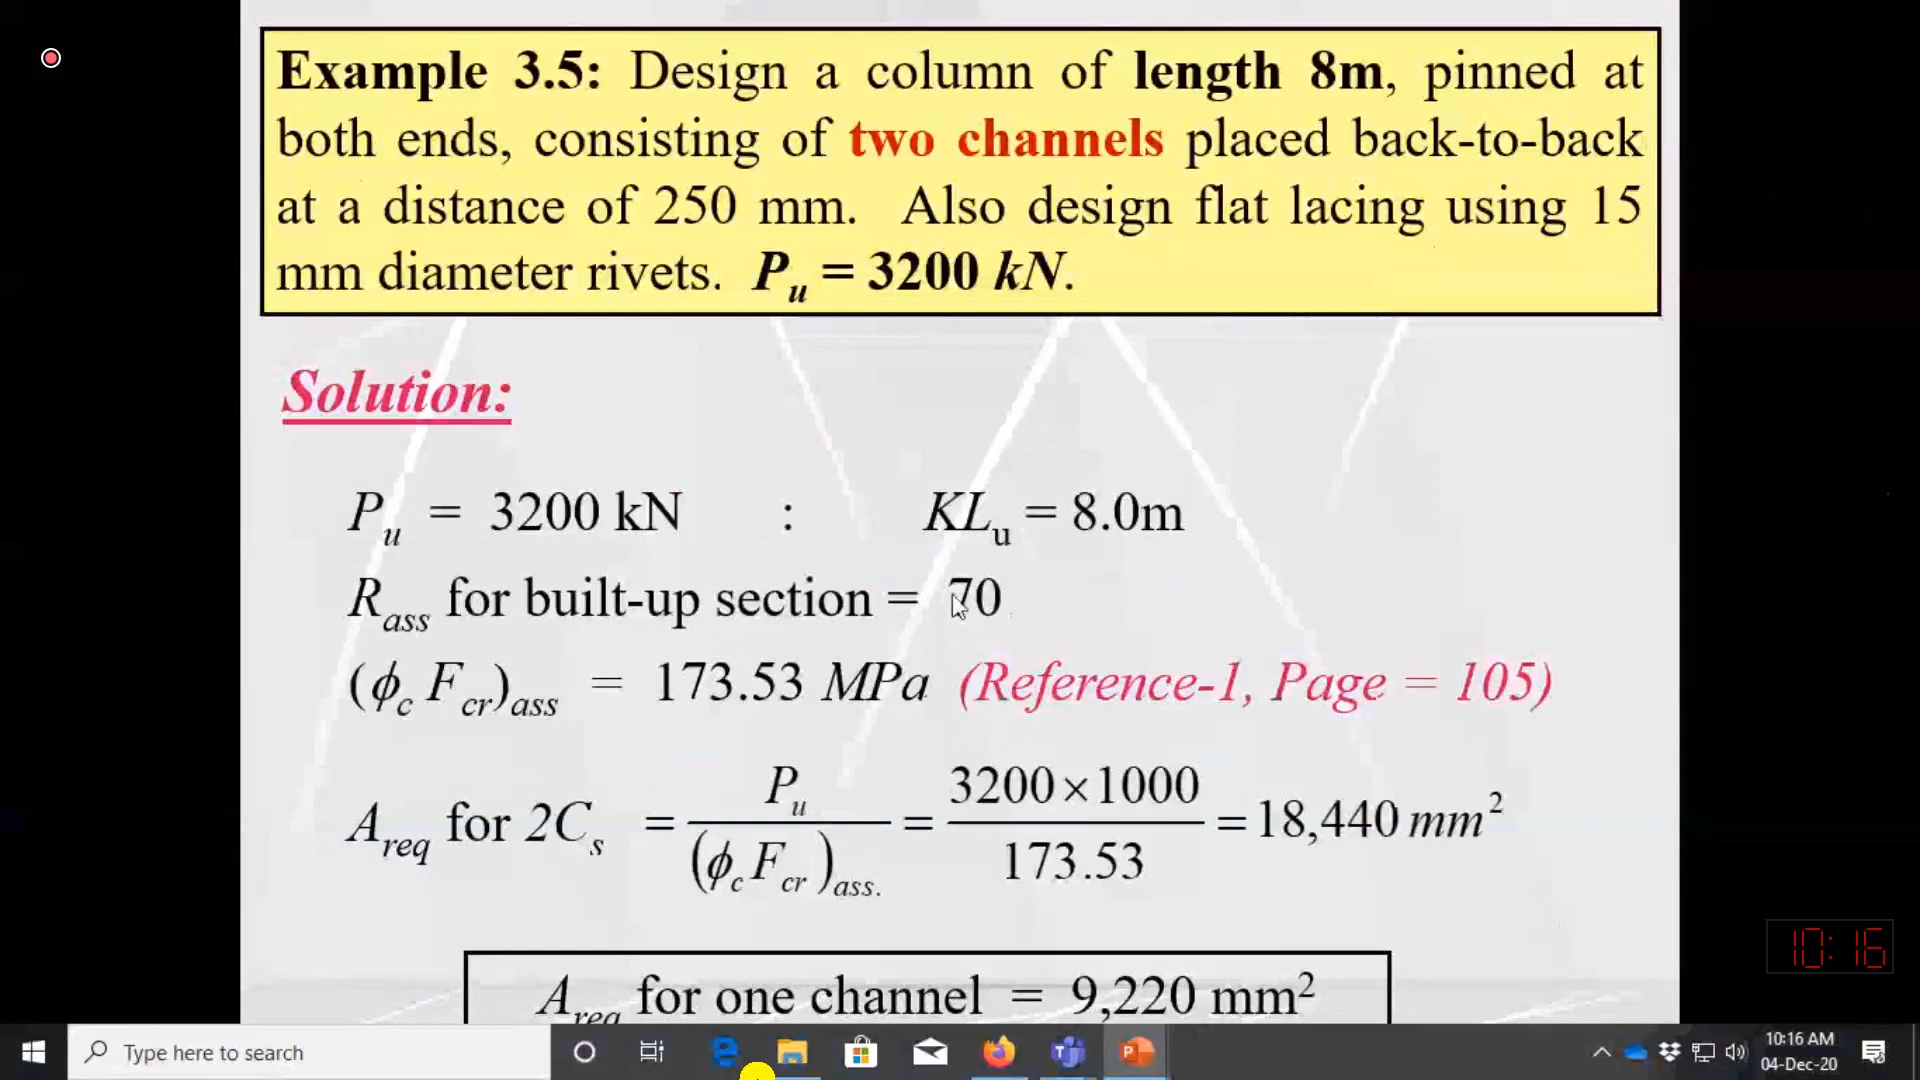 Example 3.5: Design a column of length 8m, pinned at
both ends, consisting of two channels placed back-to-back
at a distance of 250 mm. Also design flat lacing using 15
mm diameter rivets. Pu = 3200 kN.
Solution:
Pu = 3200 kN : KLu = 8.0m
Rass for built-up section = 70
(ϕc Fcr)ass = 173.53 MPa (Reference-1, Page = 105)
Areq for 2Cs = Pu / (ϕc Fcr)ass. = 3200×1000 / 173.53 = 18,440 mm²
Areq for one channel = 9,220 mm²
10:16
Type here to search
10:16 AM
04-Dec-20